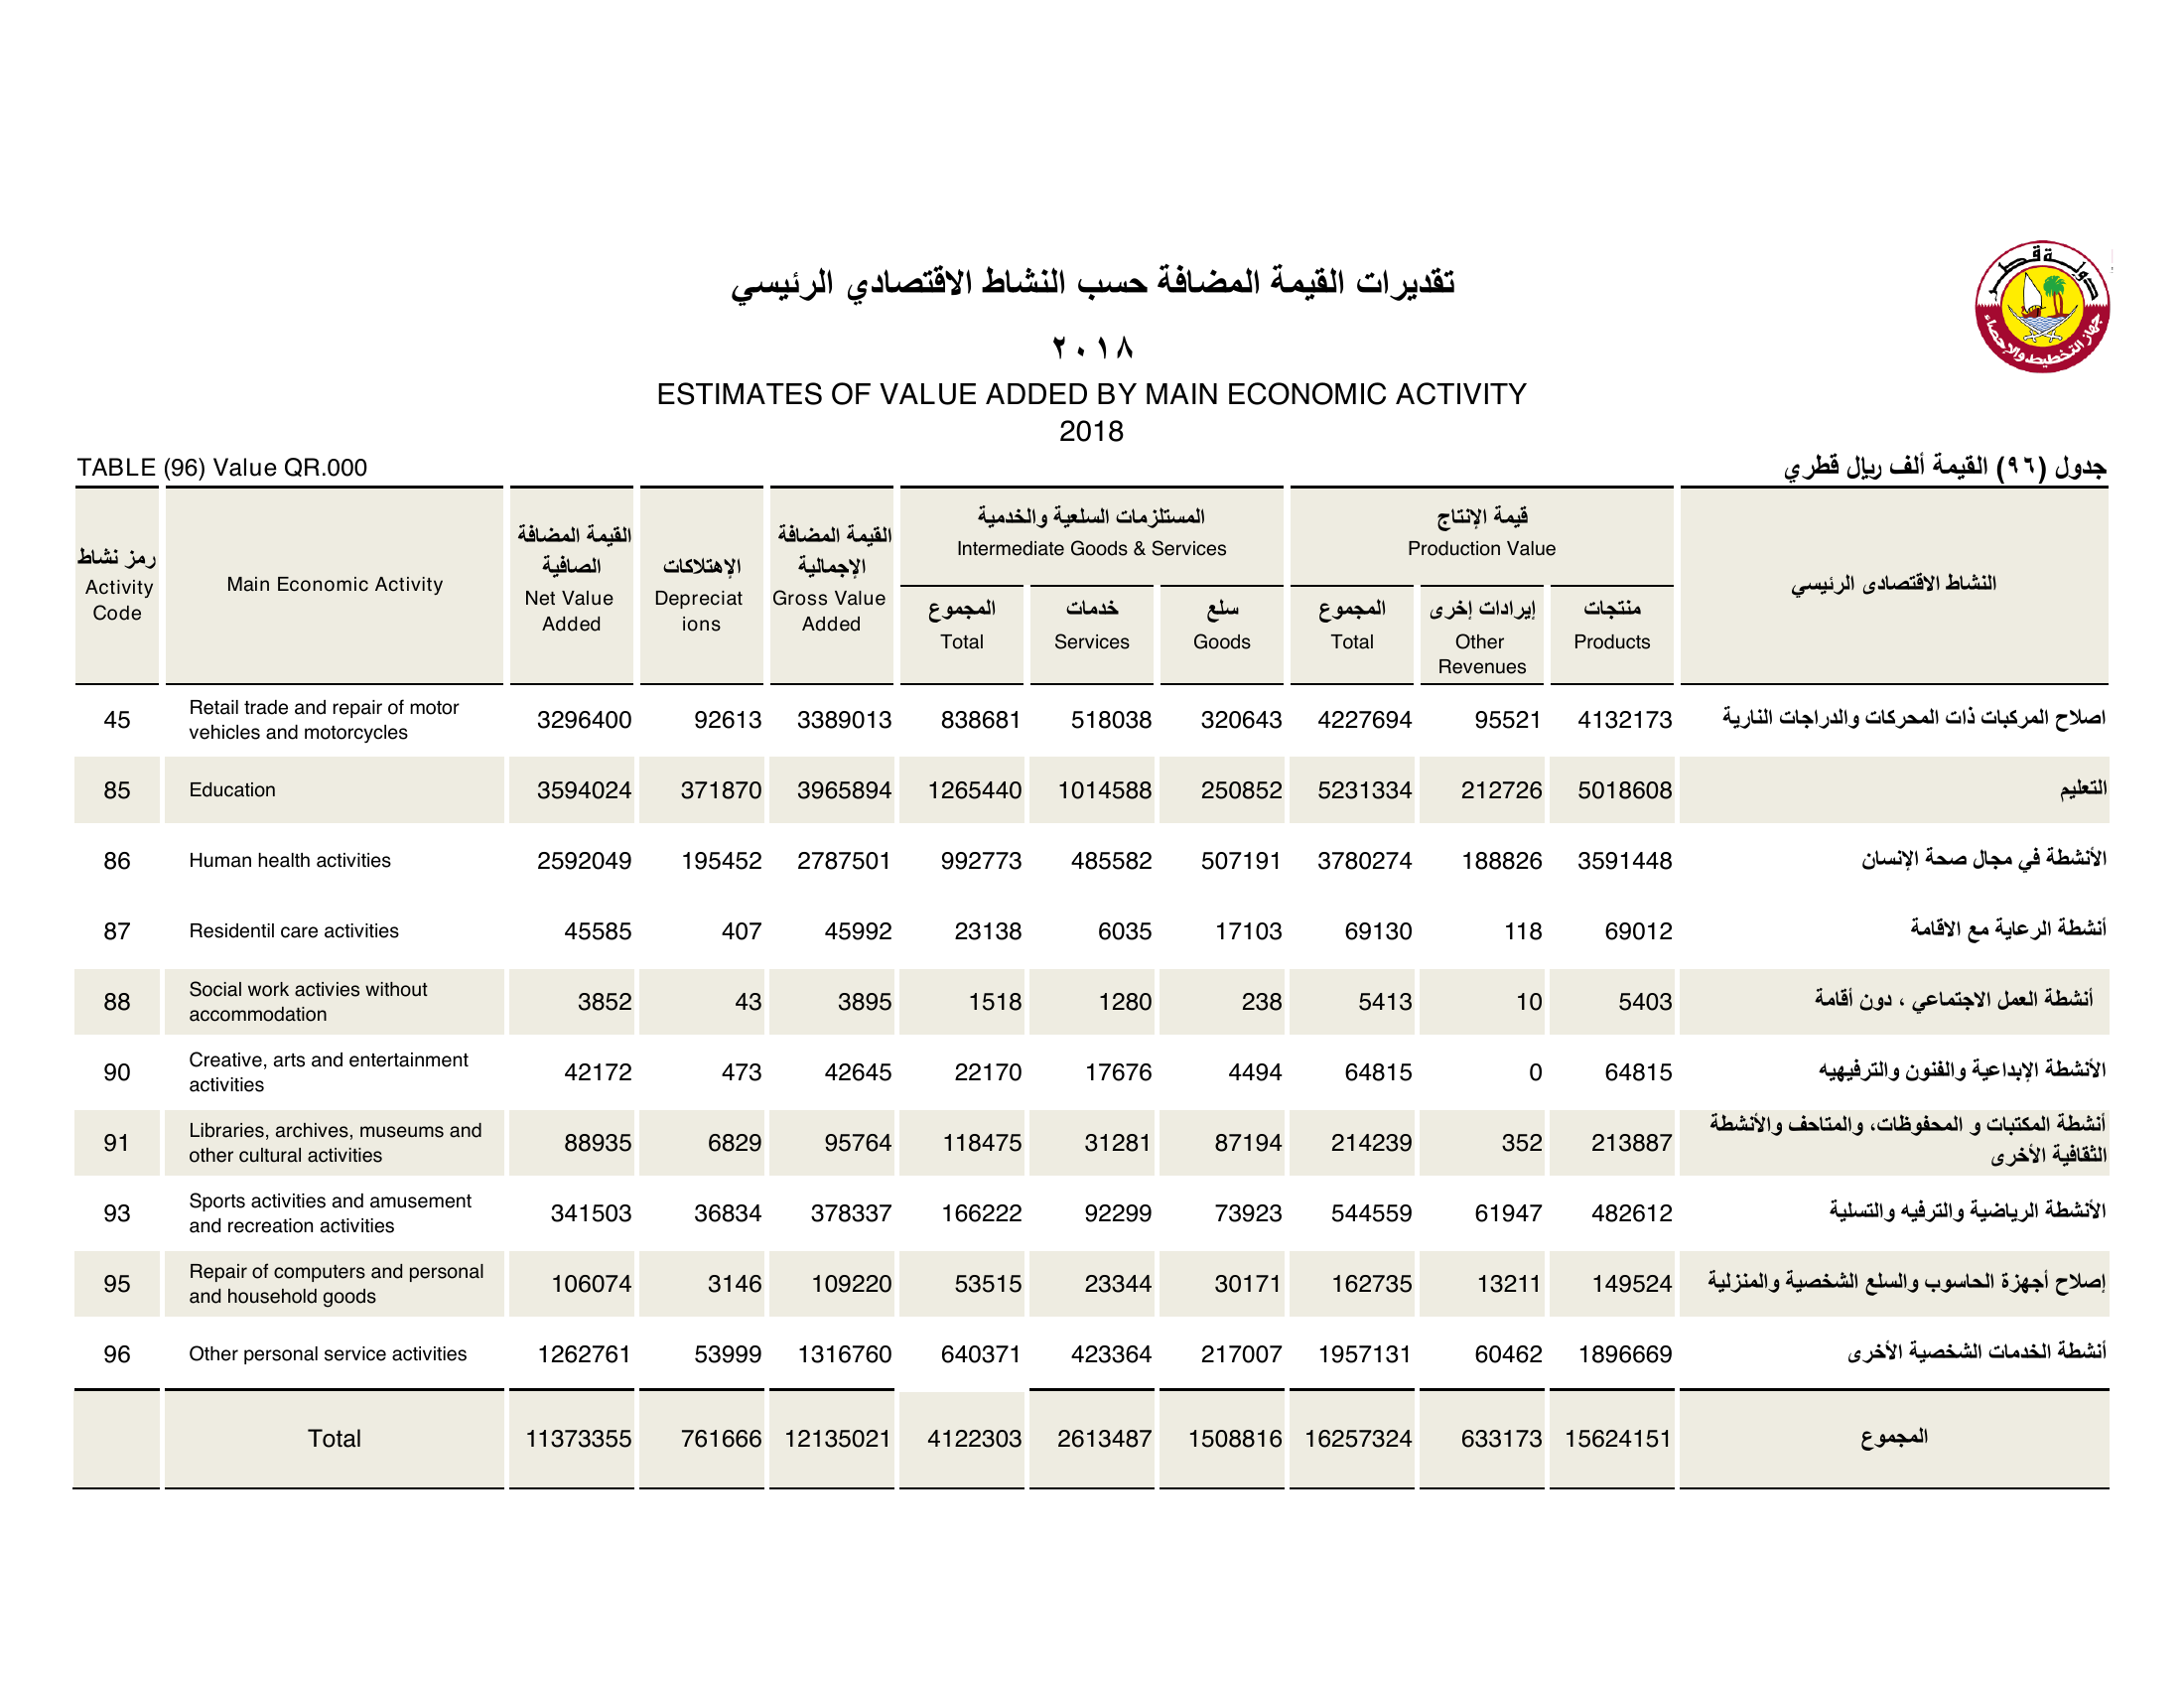 دولة قطر
جهاز التخطيط والإحصاء
تقديرات القيمة المضافة حسب النشاط الاقتصادي الرئيسي
٢٠١٨
ESTIMATES OF VALUE ADDED BY MAIN ECONOMIC ACTIVITY
2018
TABLE (96) Value QR.000
جدول (٩٦) القيمة ألف ريال قطري
رمز نشاط
Activity
Code
Main Economic Activity
القيمة المضافة
الصافية
Net Value
Added
الإهتلاكات
Depreciat
ions
القيمة المضافة
الإجمالية
Gross Value
Added
المستلزمات السلعية والخدمية
Intermediate Goods & Services
المجموع
Total
خدمات
Services
سلع
Goods
قيمة الإنتاج
Production Value
المجموع
Total
إيرادات إخرى
Other
Revenues
منتجات
Products
النشاط الاقتصادى الرئيسي
45 Retail trade and repair of motor
vehicles and motorcycles 3296400 92613 3389013 838681 518038 320643 4227694 95521 4132173 اصلاح المركبات ذات المحركات والدراجات النارية
85 Education 3594024 371870 3965894 1265440 1014588 250852 5231334 212726 5018608 التعليم
86 Human health activities 2592049 195452 2787501 992773 485582 507191 3780274 188826 3591448 الأنشطة في مجال صحة الإنسان
87 Residentil care activities 45585 407 45992 23138 6035 17103 69130 118 69012 أنشطة الرعاية مع الاقامة
88 Social work activies without
accommodation 3852 43 3895 1518 1280 238 5413 10 5403 أنشطة العمل الاجتماعي ، دون أقامة
90 Creative, arts and entertainment
activities 42172 473 42645 22170 17676 4494 64815 0 64815 الأنشطة الإبداعية والفنون والترفيهيه
91 Libraries, archives, museums and
other cultural activities 88935 6829 95764 118475 31281 87194 214239 352 213887 أنشطة المكتبات و المحفوظات، والمتاحف والأنشطة
الثقافية الأخرى
93 Sports activities and amusement
and recreation activities 341503 36834 378337 166222 92299 73923 544559 61947 482612 الأنشطة الرياضية والترفيه والتسلية
95 Repair of computers and personal
and household goods 106074 3146 109220 53515 23344 30171 162735 13211 149524 إصلاح أجهزة الحاسوب والسلع الشخصية والمنزلية
96 Other personal service activities 1262761 53999 1316760 640371 423364 217007 1957131 60462 1896669 أنشطة الخدمات الشخصية الأخرى
Total 11373355 761666 12135021 4122303 2613487 1508816 16257324 633173 15624151 المجموع